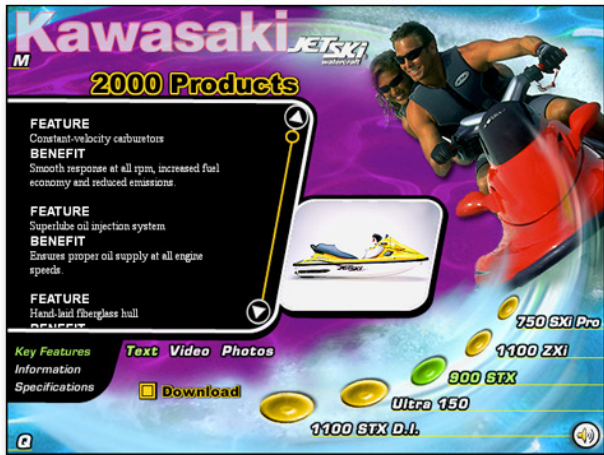 Kawasaki
JET SKI
watercraft
M
2000 Products
FEATURE
Constant-velocity carburetors
BENEFIT
Smooth response at all rpm, increased fuel
economy and reduced emissions.
FEATURE
Superlube oil injection system
BENEFIT
Ensures proper oil supply at all engine
speeds.
FEATURE
Hand-laid fiberglass hull
BENEFIT
JET SKI
750 SXi Pro
1100 ZXi
900 STX
Ultra 150
1100 STX D.I.
Key Features
Information
Specifications
Text Video Photos
Download
Q